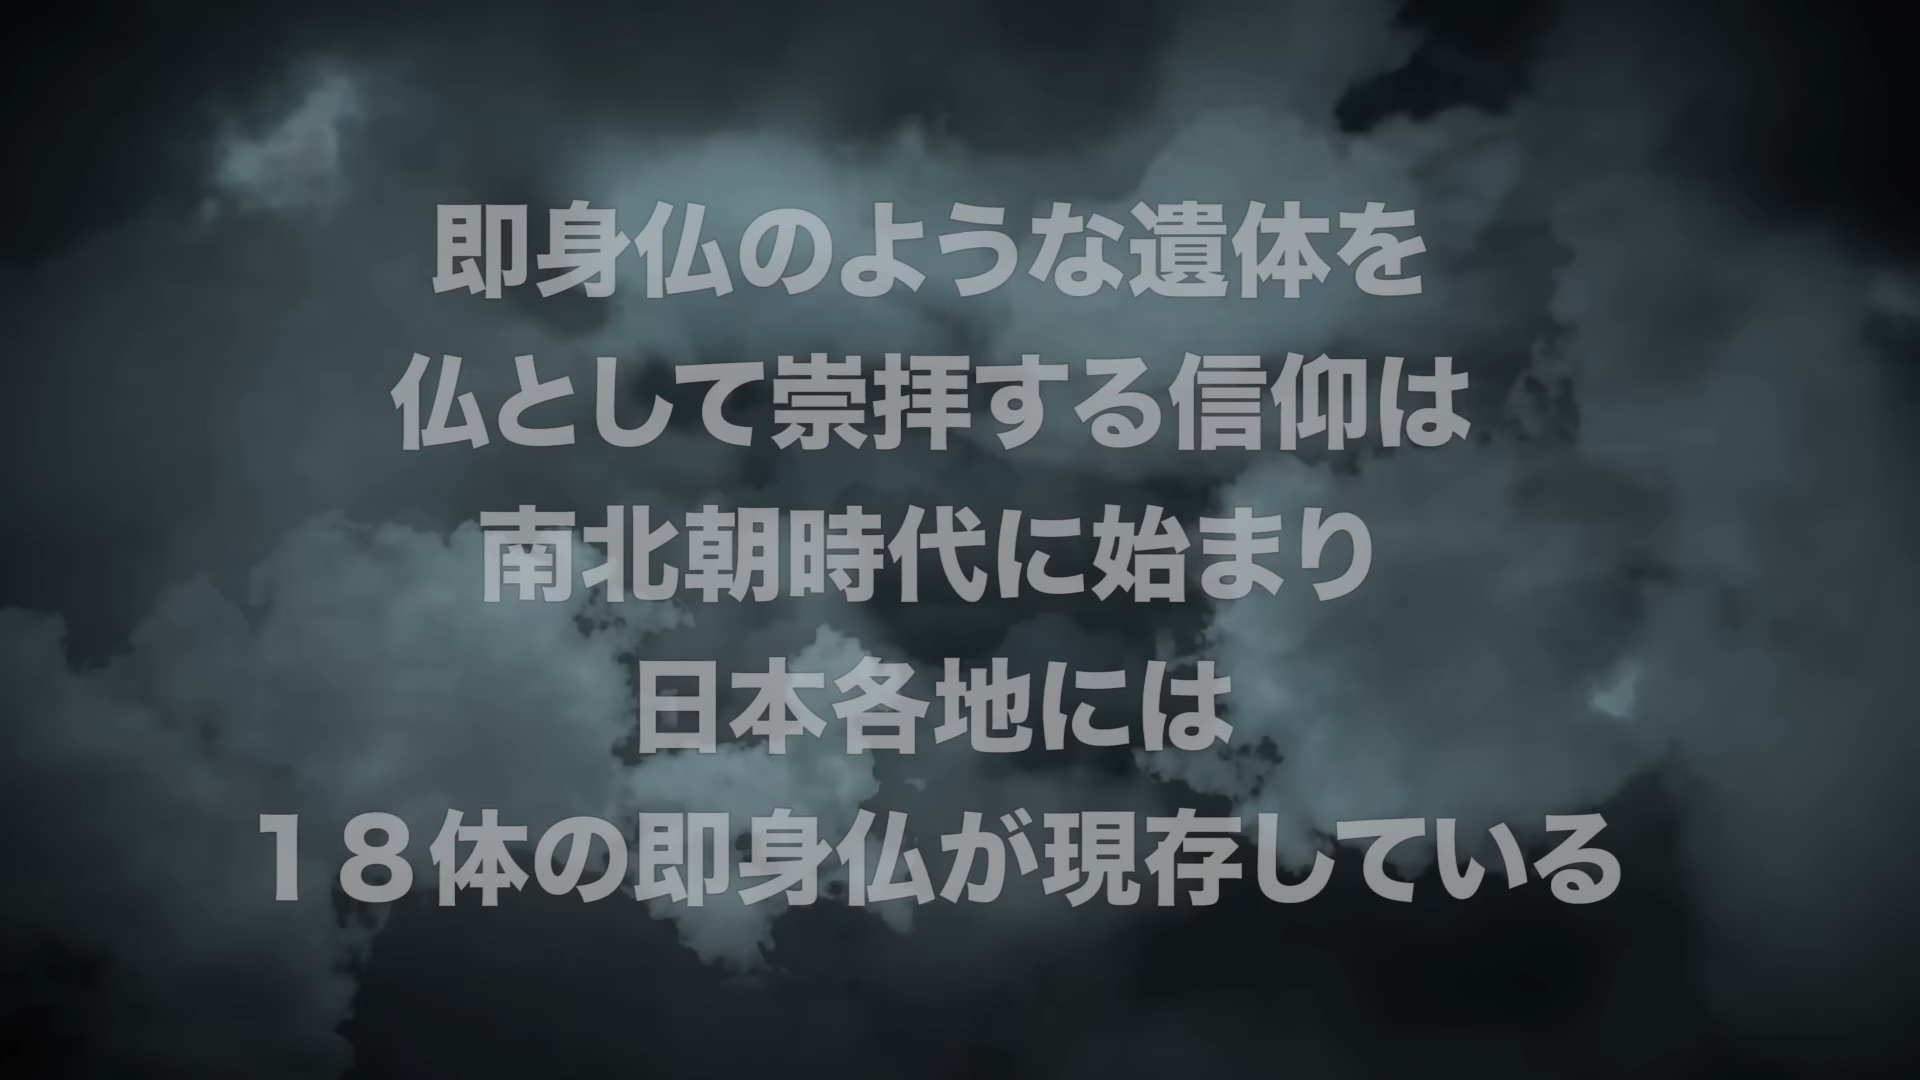 即身仏のような遺体を
仏として崇拝する信仰は
南北朝時代に始まり
日本各地には
１８体の即身仏が現存している